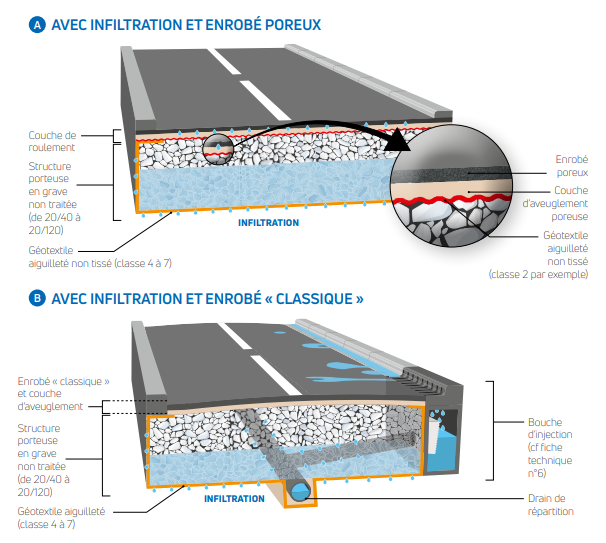 A AVEC INFILTRATION ET ENROBÉ POREUX
Couche de
roulement
Structure
porteuse
en grave
non traitée
(de 20/40 à
20/120)
Géotextile
aiguilleté non tissé (classe 4 à 7)
INFILTRATION
Enrobé
poreux
Couche
d'aveuglement
poreuse
Géotextile
aiguilleté
non tissé
(classe 2 par exemple)
B AVEC INFILTRATION ET ENROBÉ « CLASSIQUE »
Enrobé « classique »
et couche
d'aveuglement
Structure
porteuse
en grave
non traitée
(de 20/40 à
20/120)
Géotextile aiguilleté
(classe 4 à 7)
INFILTRATION
Bouche
d'injection
(cf fiche
technique
n°6)
Drain de
répartition